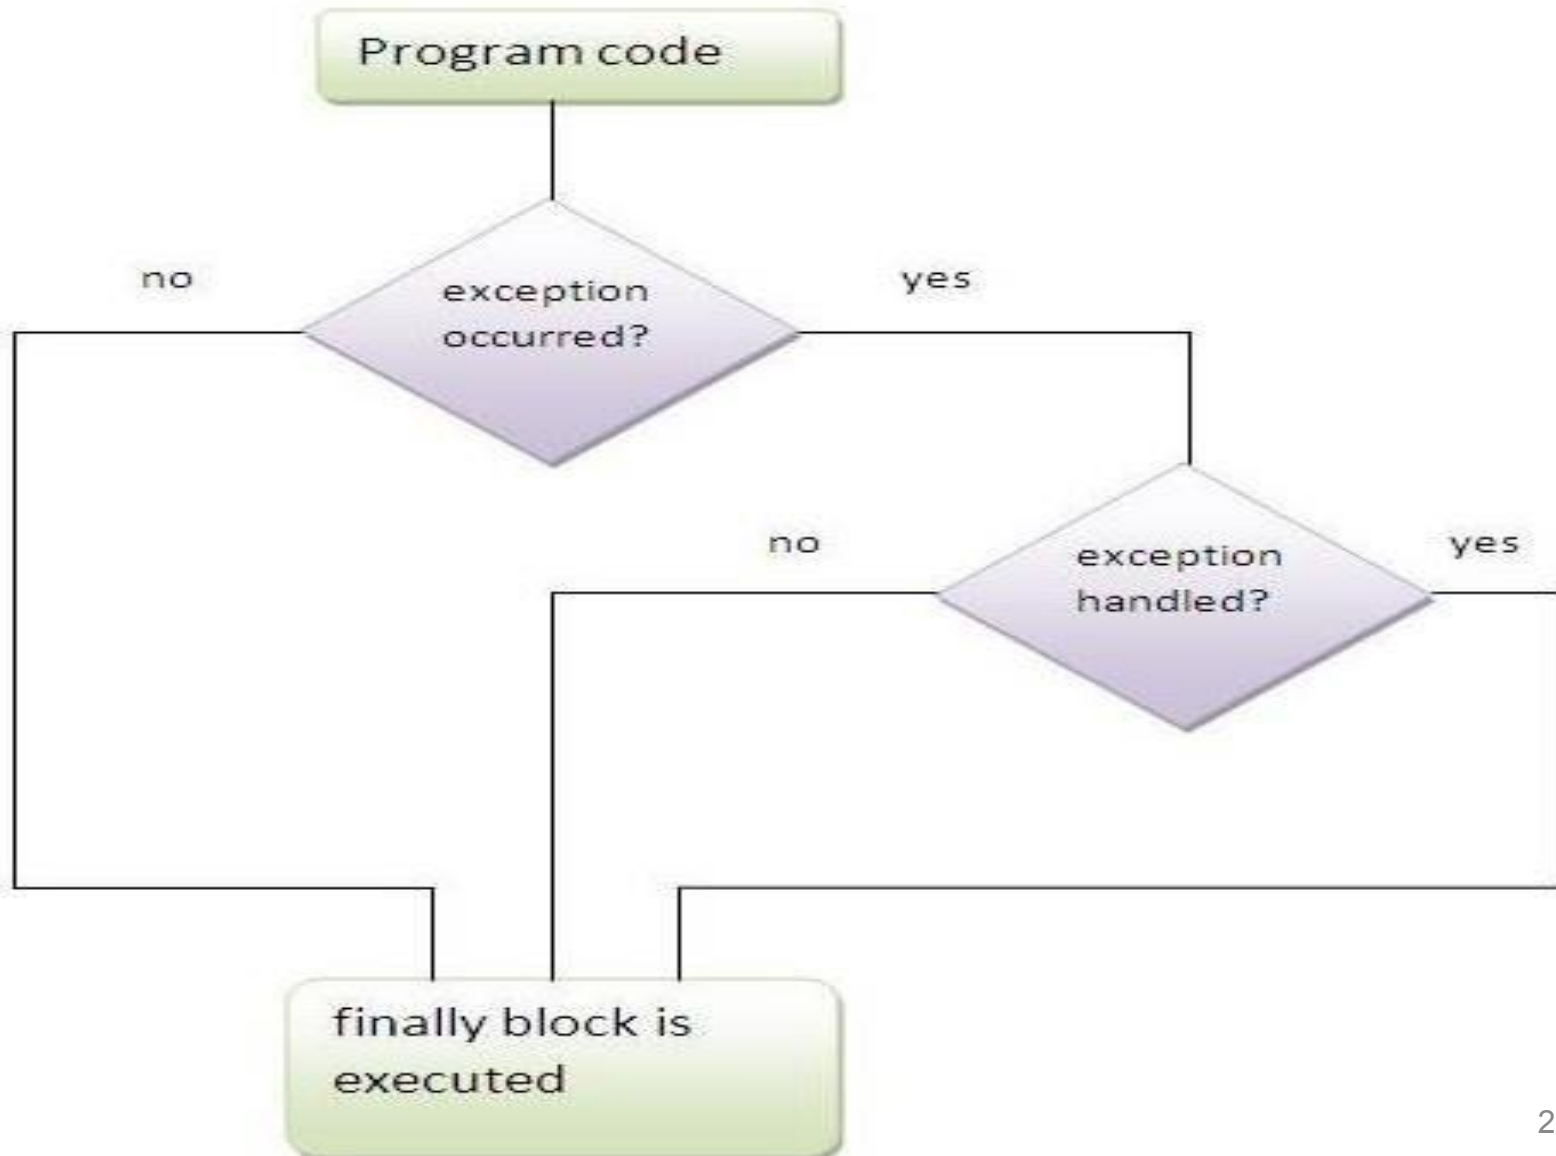 Program code
no
yes
exception
occurred?
no
yes
exception
handled?
finally block is
executed
2